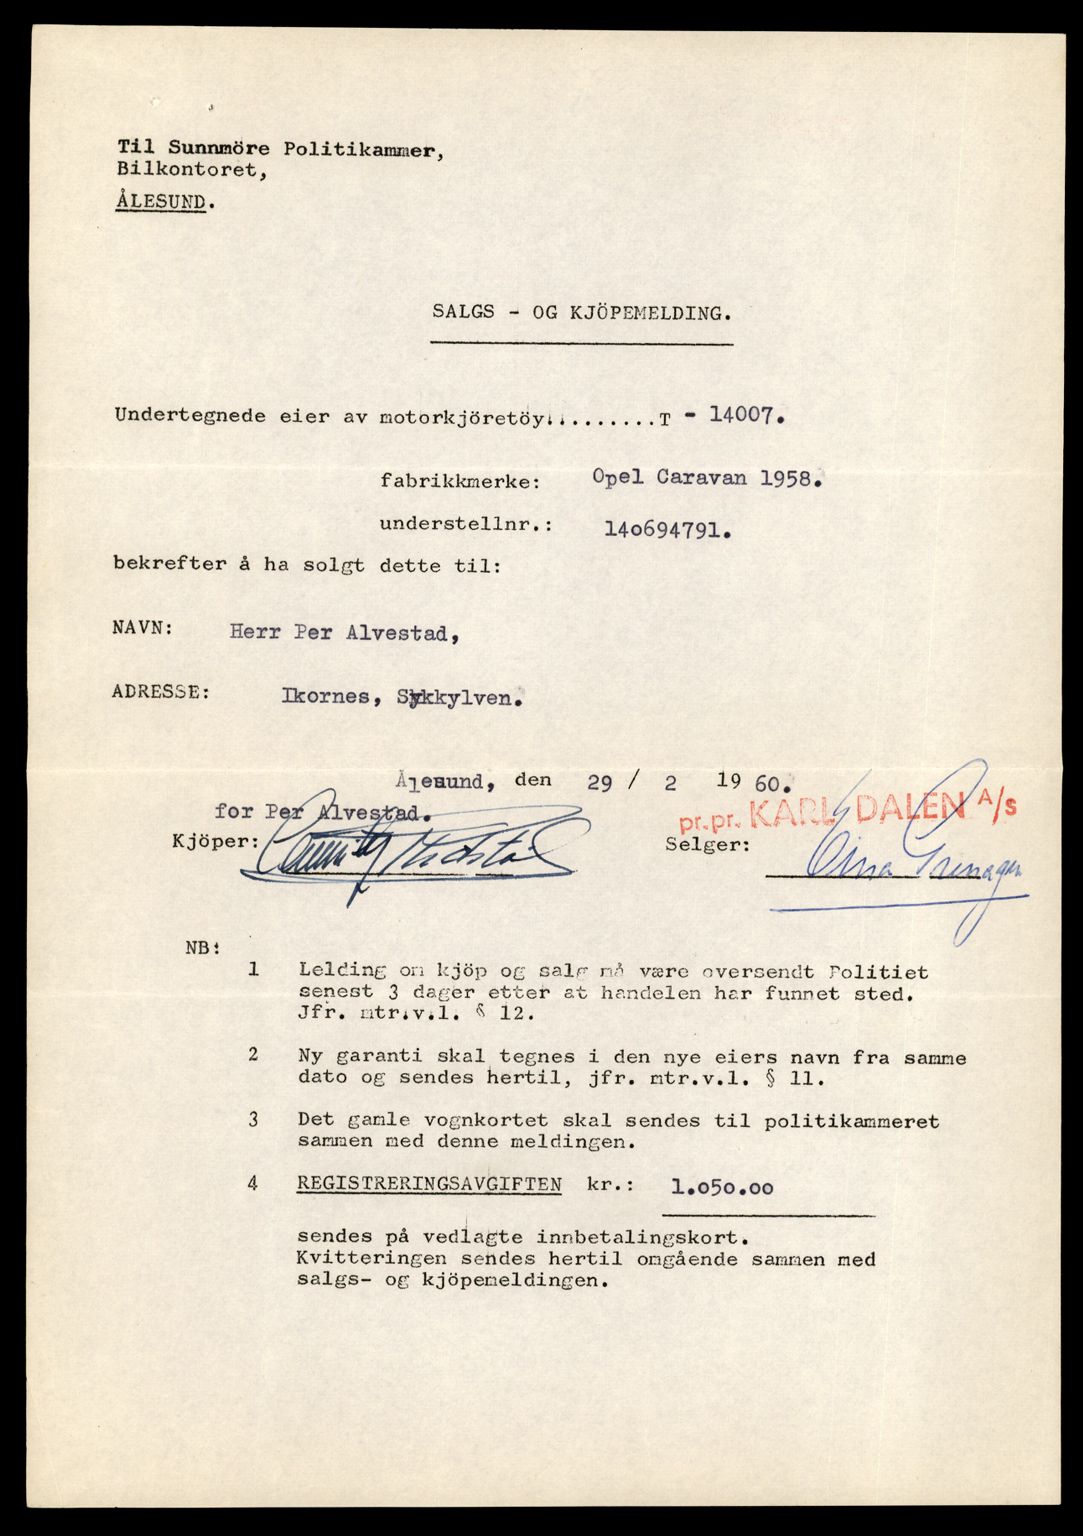 Til Sunnmöre Politikammer,
Bilkontoret,
ÅLESUND.
SALGS - OG KJÖPEMELDING.
Undertegnede eier av motorkjöretöy..........T - 14007.
fabrikkmerke: Opel Caravan 1958.
understellnr.: 14o694791.
bekrefter å ha solgt dette til:
NAVN: Herr Per Alvestad,
ADRESSE: Ikornes, Sykkylven.
Ålesund, den 29 / 2 19 60.
for Per Alvestad.
pr.pr. KARL DALEN A/S
Kjöper:
Selger:
NB:
1 Lelding om kjöp og salg må være oversendt Politiet
senest 3 dager etter at handelen har funnet sted.
Jfr. mtr.v.l. § 12.
2 Ny garanti skal tegnes i den nye eiers navn fra samme
dato og sendes hertil, jfr. mtr.v.l. § 11.
3 Det gamle vognkortet skal sendes til politikammeret
sammen med denne meldingen.
4 REGISTRERINGSAVGIFTEN kr.: 1.o5o.oo
sendes på vedlagte innbetalingskort.
Kvitteringen sendes hertil omgående sammen med
salgs- og kjöpemeldingen.